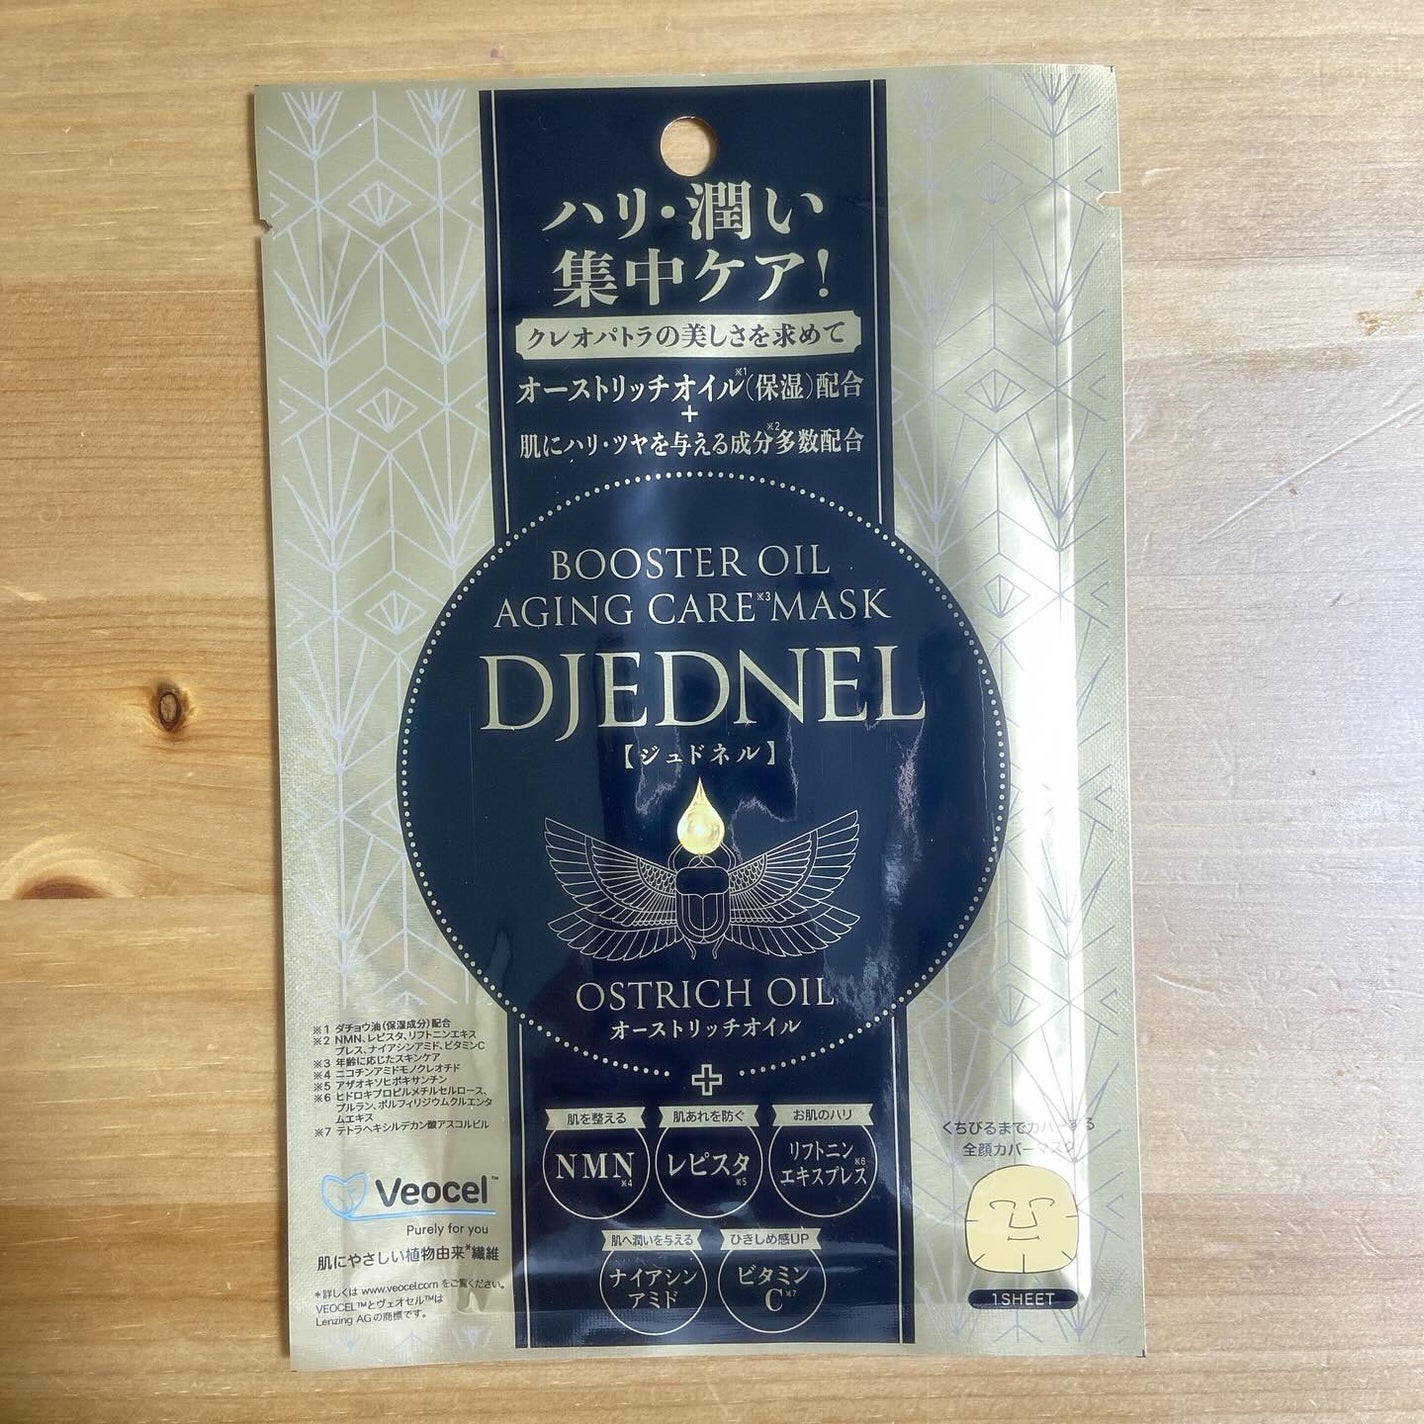 ハリ・潤い
集中ケア!
クレオパトラの美しさを求めて
オーストリッチオイル※1(保湿)配合
+
肌にハリ・ツヤを与える成分※2多数配合
BOOSTER OIL
AGING CARE※3 MASK
DJEDNEL
【ジェドネル】
OSTRICH OIL
オーストリッチオイル
+
肌を整える
NMN※4
肌あれを防ぐ
レピスタ※5
お肌のハリ
リフトニン
エキスプレス※6
肌へ潤いを与える
ナイアシン
アミド
ひきしめ感UP
ビタミン
C※7
※1 ダチョウ油(保湿成分)配合
※2 NMN、レピスタ、リフトニンエキス
プレス、ナイアシンアミド、ビタミンC
※3 年齢に応じたスキンケア
※4 ニコチンアミドモノクレオチド
※5 アザオキソヒポキサンチン
※6 ヒドロキプロピルメチルセルロース、
プルラン、ポルフィリジウムクルエンタ
ムエキス
※7 テトラヘキシルデカン酸アスコルビル
Veocel™
Purely for you
肌にやさしい植物由来*繊維
*詳しくは www.veocel.com をご覧ください。
VEOCEL™とヴェオセル™は
Lenzing AGの商標です。
くちびるまでカバーする
全顔カバーマスク
1SHEET